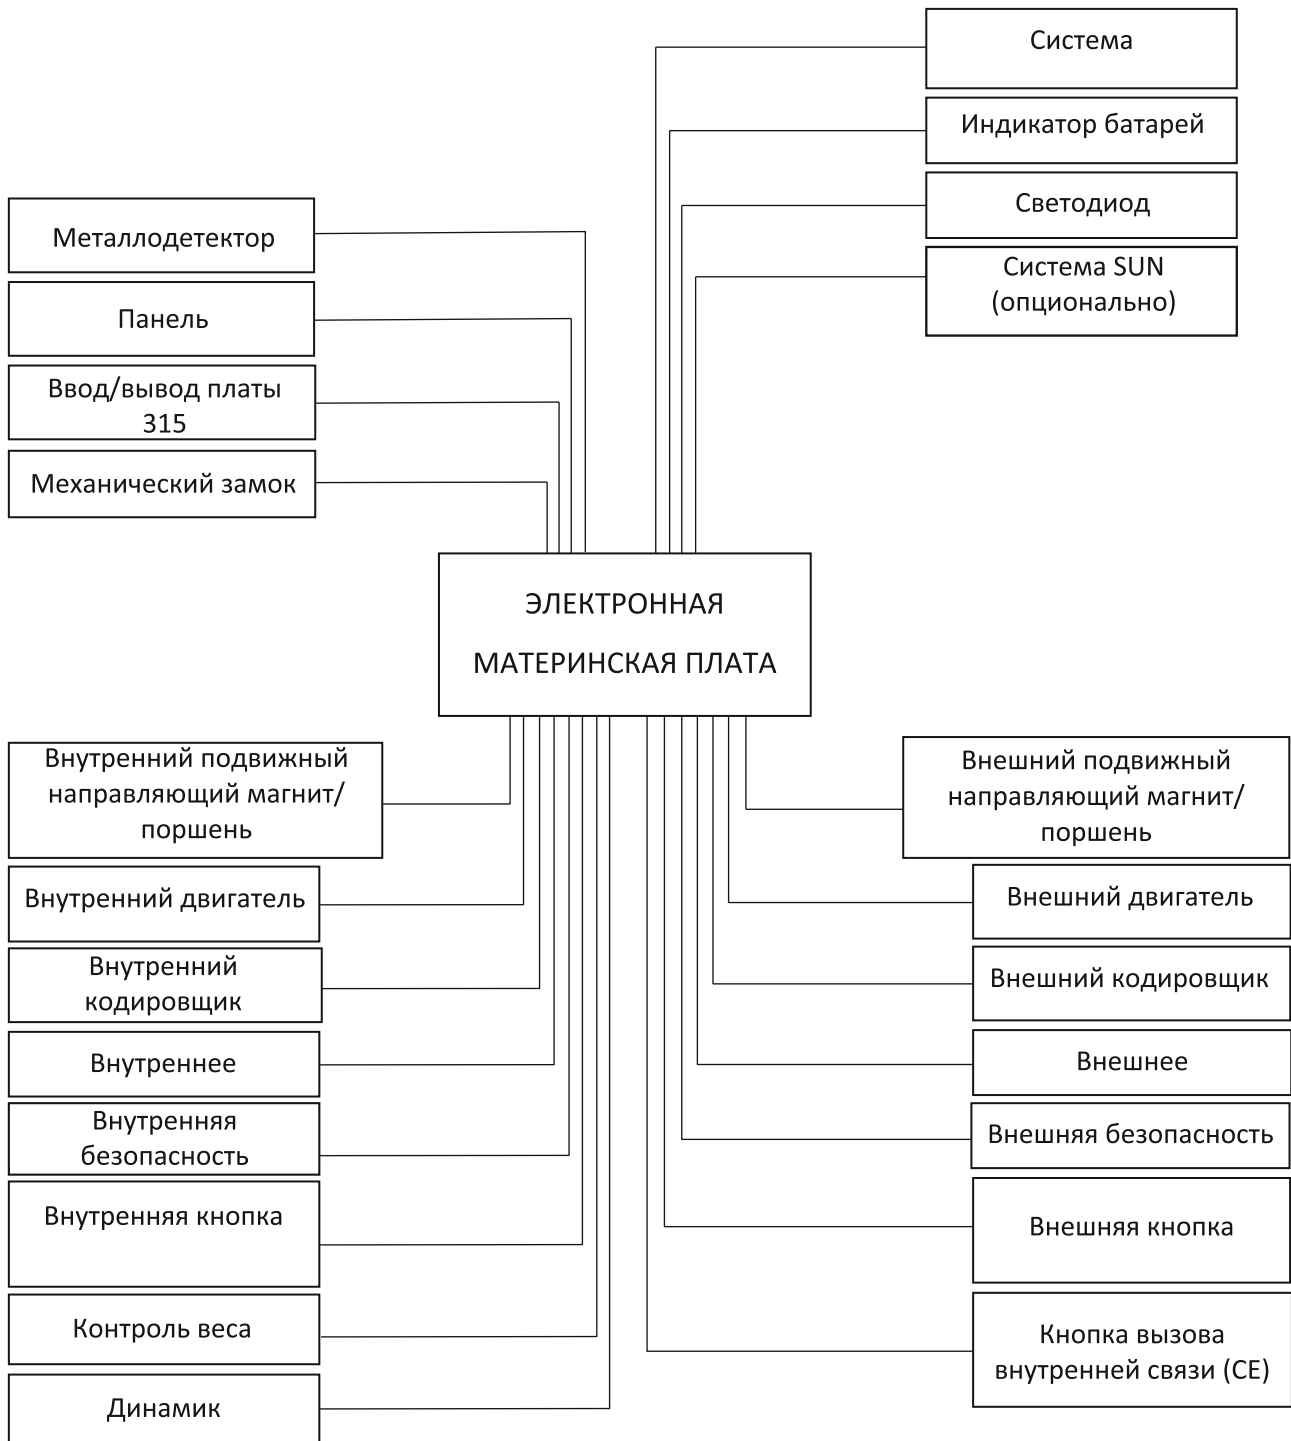 Система
Индикатор батарей
Светодиод
Система SUN
(опционально)
Металлодетектор
Панель
Ввод/вывод платы
315
Механический замок
ЭЛЕКТРОННАЯ
МАТЕРИНСКАЯ ПЛАТА
Внутренний подвижный
направляющий магнит/
поршень
Внутренний двигатель
Внутренний
кодировщик
Внутреннее
Внутренняя
безопасность
Внутренняя кнопка
Контроль веса
Динамик
Внешний подвижный
направляющий магнит/
поршень
Внешний двигатель
Внешний кодировщик
Внешнее
Внешняя безопасность
Внешняя кнопка
Кнопка вызова
внутренней связи (CE)